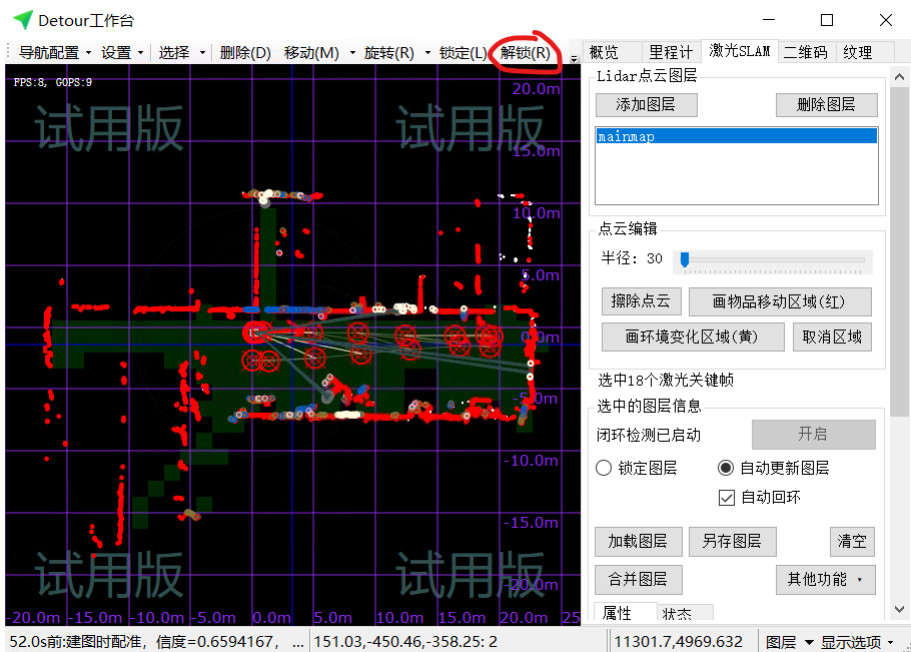 Detour工作台
导航配置 设置 选择 删除(D) 移动(M) 旋转(R) 锁定(L) 解锁(R)
概览 里程计 激光SLAM 二维码 纹理
FPS:8, GOPS:9
试用版 试用版
试用版 试用版
20.0m
15.0m
10.0m
5.0m
0.0m
-5.0m
-10.0m
-15.0m
-20.0m
-20.0m -15.0m -10.0m -5.0m 0.0m 5.0m 10.0m 15.0m 20.0m 25
Lidar点云图层
添加图层 删除图层
mainmap
点云编辑
半径: 30
擦除点云 画物品移动区域(红)
画环境变化区域(黄) 取消区域
选中18个激光关键帧
选中的图层信息
闭环检测已启动 开启
锁定图层 自动更新图层
自动回环
加载图层 另存图层 清空
合并图层 其他功能
属性 状态
52.0s前:建图时配准, 信度=0.6594167, ... 151.03,-450.46,-358.25: 2 11301.7,4969.632 图层 显示选项